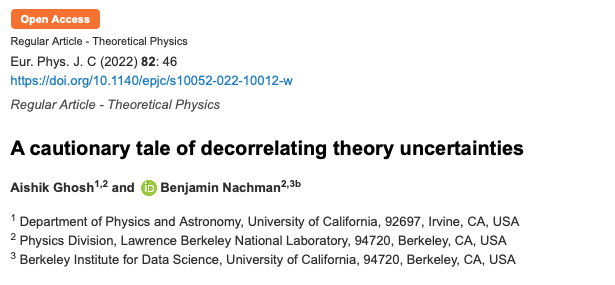 Open Access
Regular Article - Theoretical Physics
Eur. Phys. J. C (2022) 82: 46
https://doi.org/10.1140/epjc/s10052-022-10012-w
Regular Article - Theoretical Physics
A cautionary tale of decorrelating theory uncertainties
Aishik Ghosh1,2 and iD Benjamin Nachman2,3b
1 Department of Physics and Astronomy, University of California, 92697, Irvine, CA, USA
2 Physics Division, Lawrence Berkeley National Laboratory, 94720, Berkeley, CA, USA
3 Berkeley Institute for Data Science, University of California, 94720, Berkeley, CA, USA